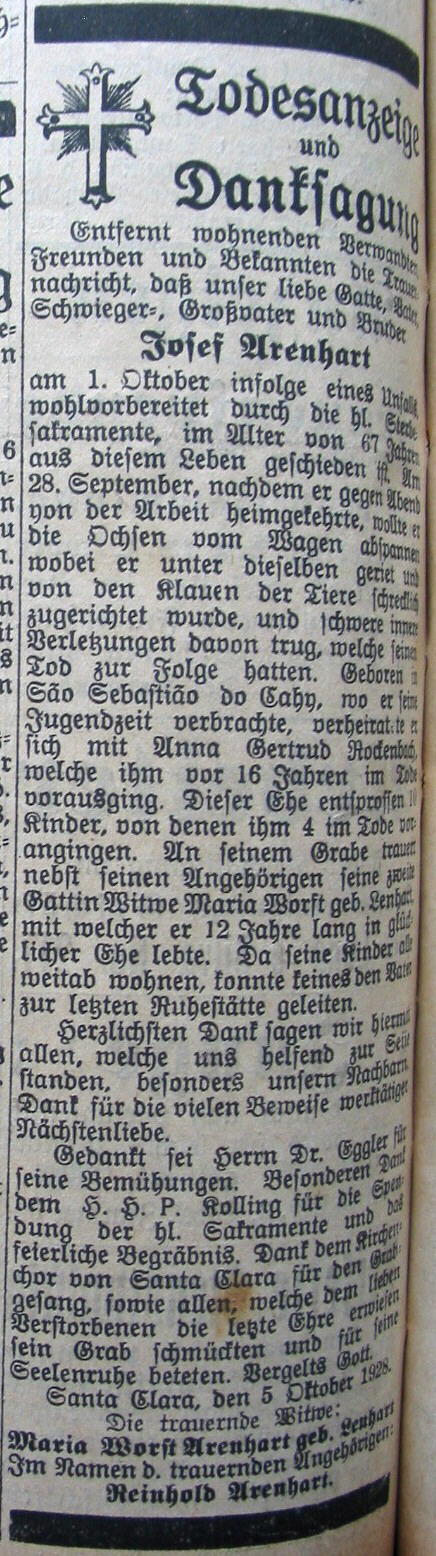 Todesanzeige
und
Danksagung
Entfernt wohnenden Verwandten
Freunden und Bekannten die Trauer-
nachricht, daß unser liebe Gatte, Vater,
Schwieger-, Großvater und Bruder
Josef Arenhart
am 1. Oktober infolge eines Unfalls
wohlvorbereitet durch die hl. Sterbe-
sakramente, im Alter von 67 Jahren
aus diesem Leben geschieden ist. Am
28. September, nachdem er gegen Abend
von der Arbeit heimgekehrte, wollte er
die Ochsen vom Wagen abspannen
wobei er unter dieselben geriet und
von den Klauen der Tiere schrecklich
zugerichtet wurde, und schwere innere
Verletzungen davon trug, welche seinen
Tod zur Folge hatten. Geboren in
São Sebastião do Cahy, wo er seine
Jugendzeit verbrachte, verheiratete er
sich mit Anna Gertrud Rockenbach,
welche ihm vor 16 Jahren im Tode
vorausging. Dieser Ehe entsprossen 10
Kinder, von denen ihm 4 im Tode vor-
angingen. An seinem Grabe trauert
nebst seinen Angehörigen seine zweite
Gattin Witwe Maria Worst geb. Lenhart,
mit welcher er 12 Jahre lang in glück-
licher Ehe lebte. Da seine Kinder alle
weitab wohnen, konnte keines den Vater
zur letzten Ruhestätte geleiten.
Herzlichsten Dank sagen wir hiermit
allen, welche uns helfend zur Seite
standen, besonders unsern Nachbarn.
Dank für die vielen Beweise werktätiger
Nächstenliebe.
Gedankt sei Herrn Dr. Eggler für
seine Bemühungen. Besonderen Dank
dem H. H. P. Kolling für die Spen-
dung der hl. Sakramente und das
feierliche Begräbnis. Dank dem Kirchen-
chor von Santa Clara für den Grab-
gesang, sowie allen, welche dem lieben
Verstorbenen die letzte Ehre erwiesen
sein Grab schmückten und für seine
Seelenruhe beteten. Vergelts Gott.
Santa Clara, den 5 Oktober 1928.
Die trauernde Witwe:
Maria Worst Arenhart geb. Lenhart
Im Namen d. trauernden Angehörigen:
Reinhold Arenhart.